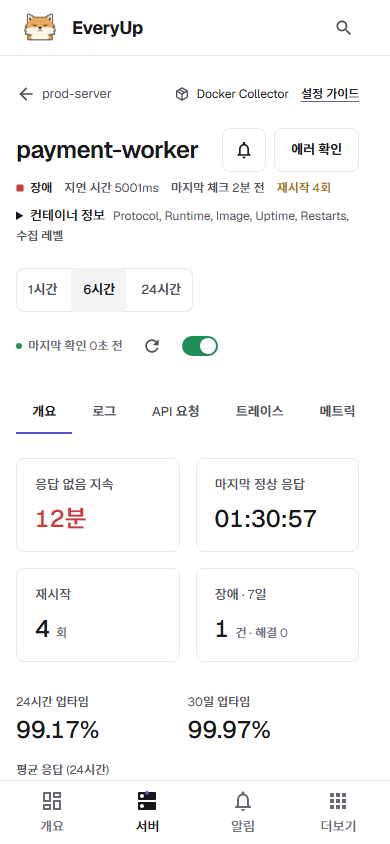 EveryUp
prod-server Docker Collector 설정 가이드
payment-worker 에러 확인
장애 지연 시간 5001ms 마지막 체크 2분 전 재시작 4회
컨테이너 정보 Protocol, Runtime, Image, Uptime, Restarts,
수집 레벨
1시간 6시간 24시간
마지막 확인 0초 전
개요 로그 API 요청 트레이스 메트릭
응답 없음 지속 마지막 정상 응답
12분 01:30:57
재시작 장애 · 7일
4 회 1 건 · 해결 0
24시간 업타임 30일 업타임
99.17% 99.97%
평균 응답 (24시간)
개요 서버 알림 더보기